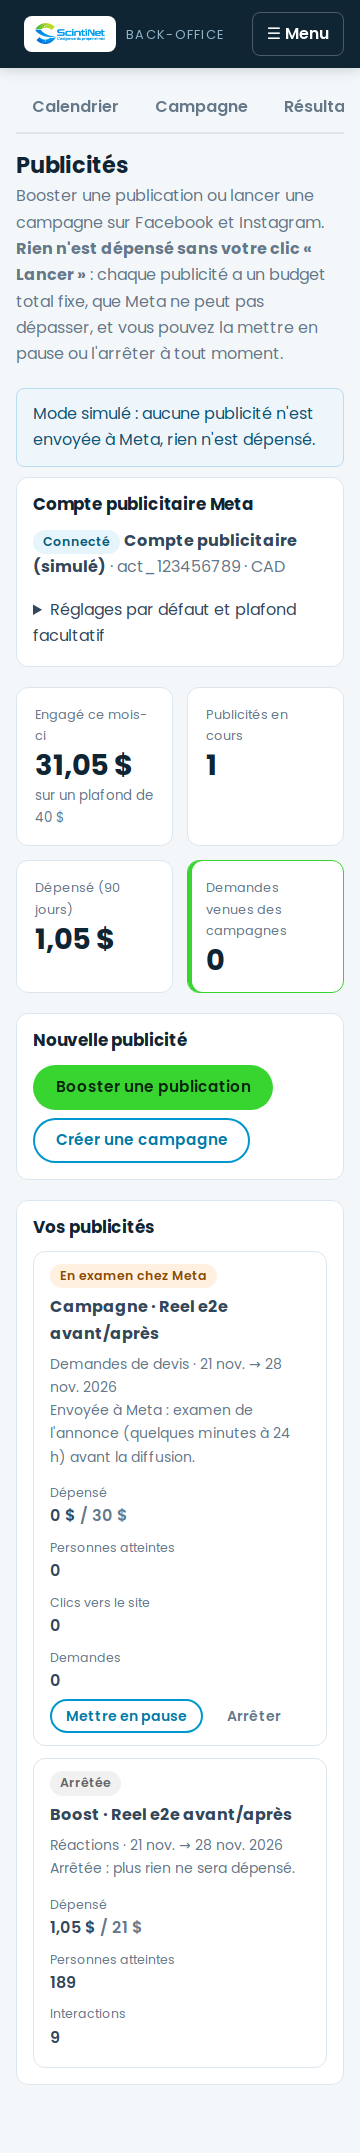 ScintiNet
BACK-OFFICE
☰ Menu
Calendrier Campagne Résulta
Publicités
Booster une publication ou lancer une
campagne sur Facebook et Instagram.
Rien n'est dépensé sans votre clic «
Lancer » : chaque publicité a un budget
total fixe, que Meta ne peut pas
dépasser, et vous pouvez la mettre en
pause ou l'arrêter à tout moment.
Mode simulé : aucune publicité n'est
envoyée à Meta, rien n'est dépensé.
Compte publicitaire Meta
Connecté Compte publicitaire
(simulé) · act_123456789 · CAD
▶ Réglages par défaut et plafond
facultatif
Engagé ce mois-
ci
31,05 $
sur un plafond de
40 $
Publicités en
cours
1
Dépensé (90
jours)
1,05 $
Demandes
venues des
campagnes
0
Nouvelle publicité
Booster une publication
Créer une campagne
Vos publicités
En examen chez Meta
Campagne · Reel e2e
avant/après
Demandes de devis · 21 nov. → 28
nov. 2026
Envoyée à Meta : examen de
l'annonce (quelques minutes à 24
h) avant la diffusion.
Dépensé
0 $ / 30 $
Personnes atteintes
0
Clics vers le site
0
Demandes
0
Mettre en pause Arrêter
Arrêtée
Boost · Reel e2e avant/après
Réactions · 21 nov. → 28 nov. 2026
Arrêtée : plus rien ne sera dépensé.
Dépensé
1,05 $ / 21 $
Personnes atteintes
189
Interactions
9